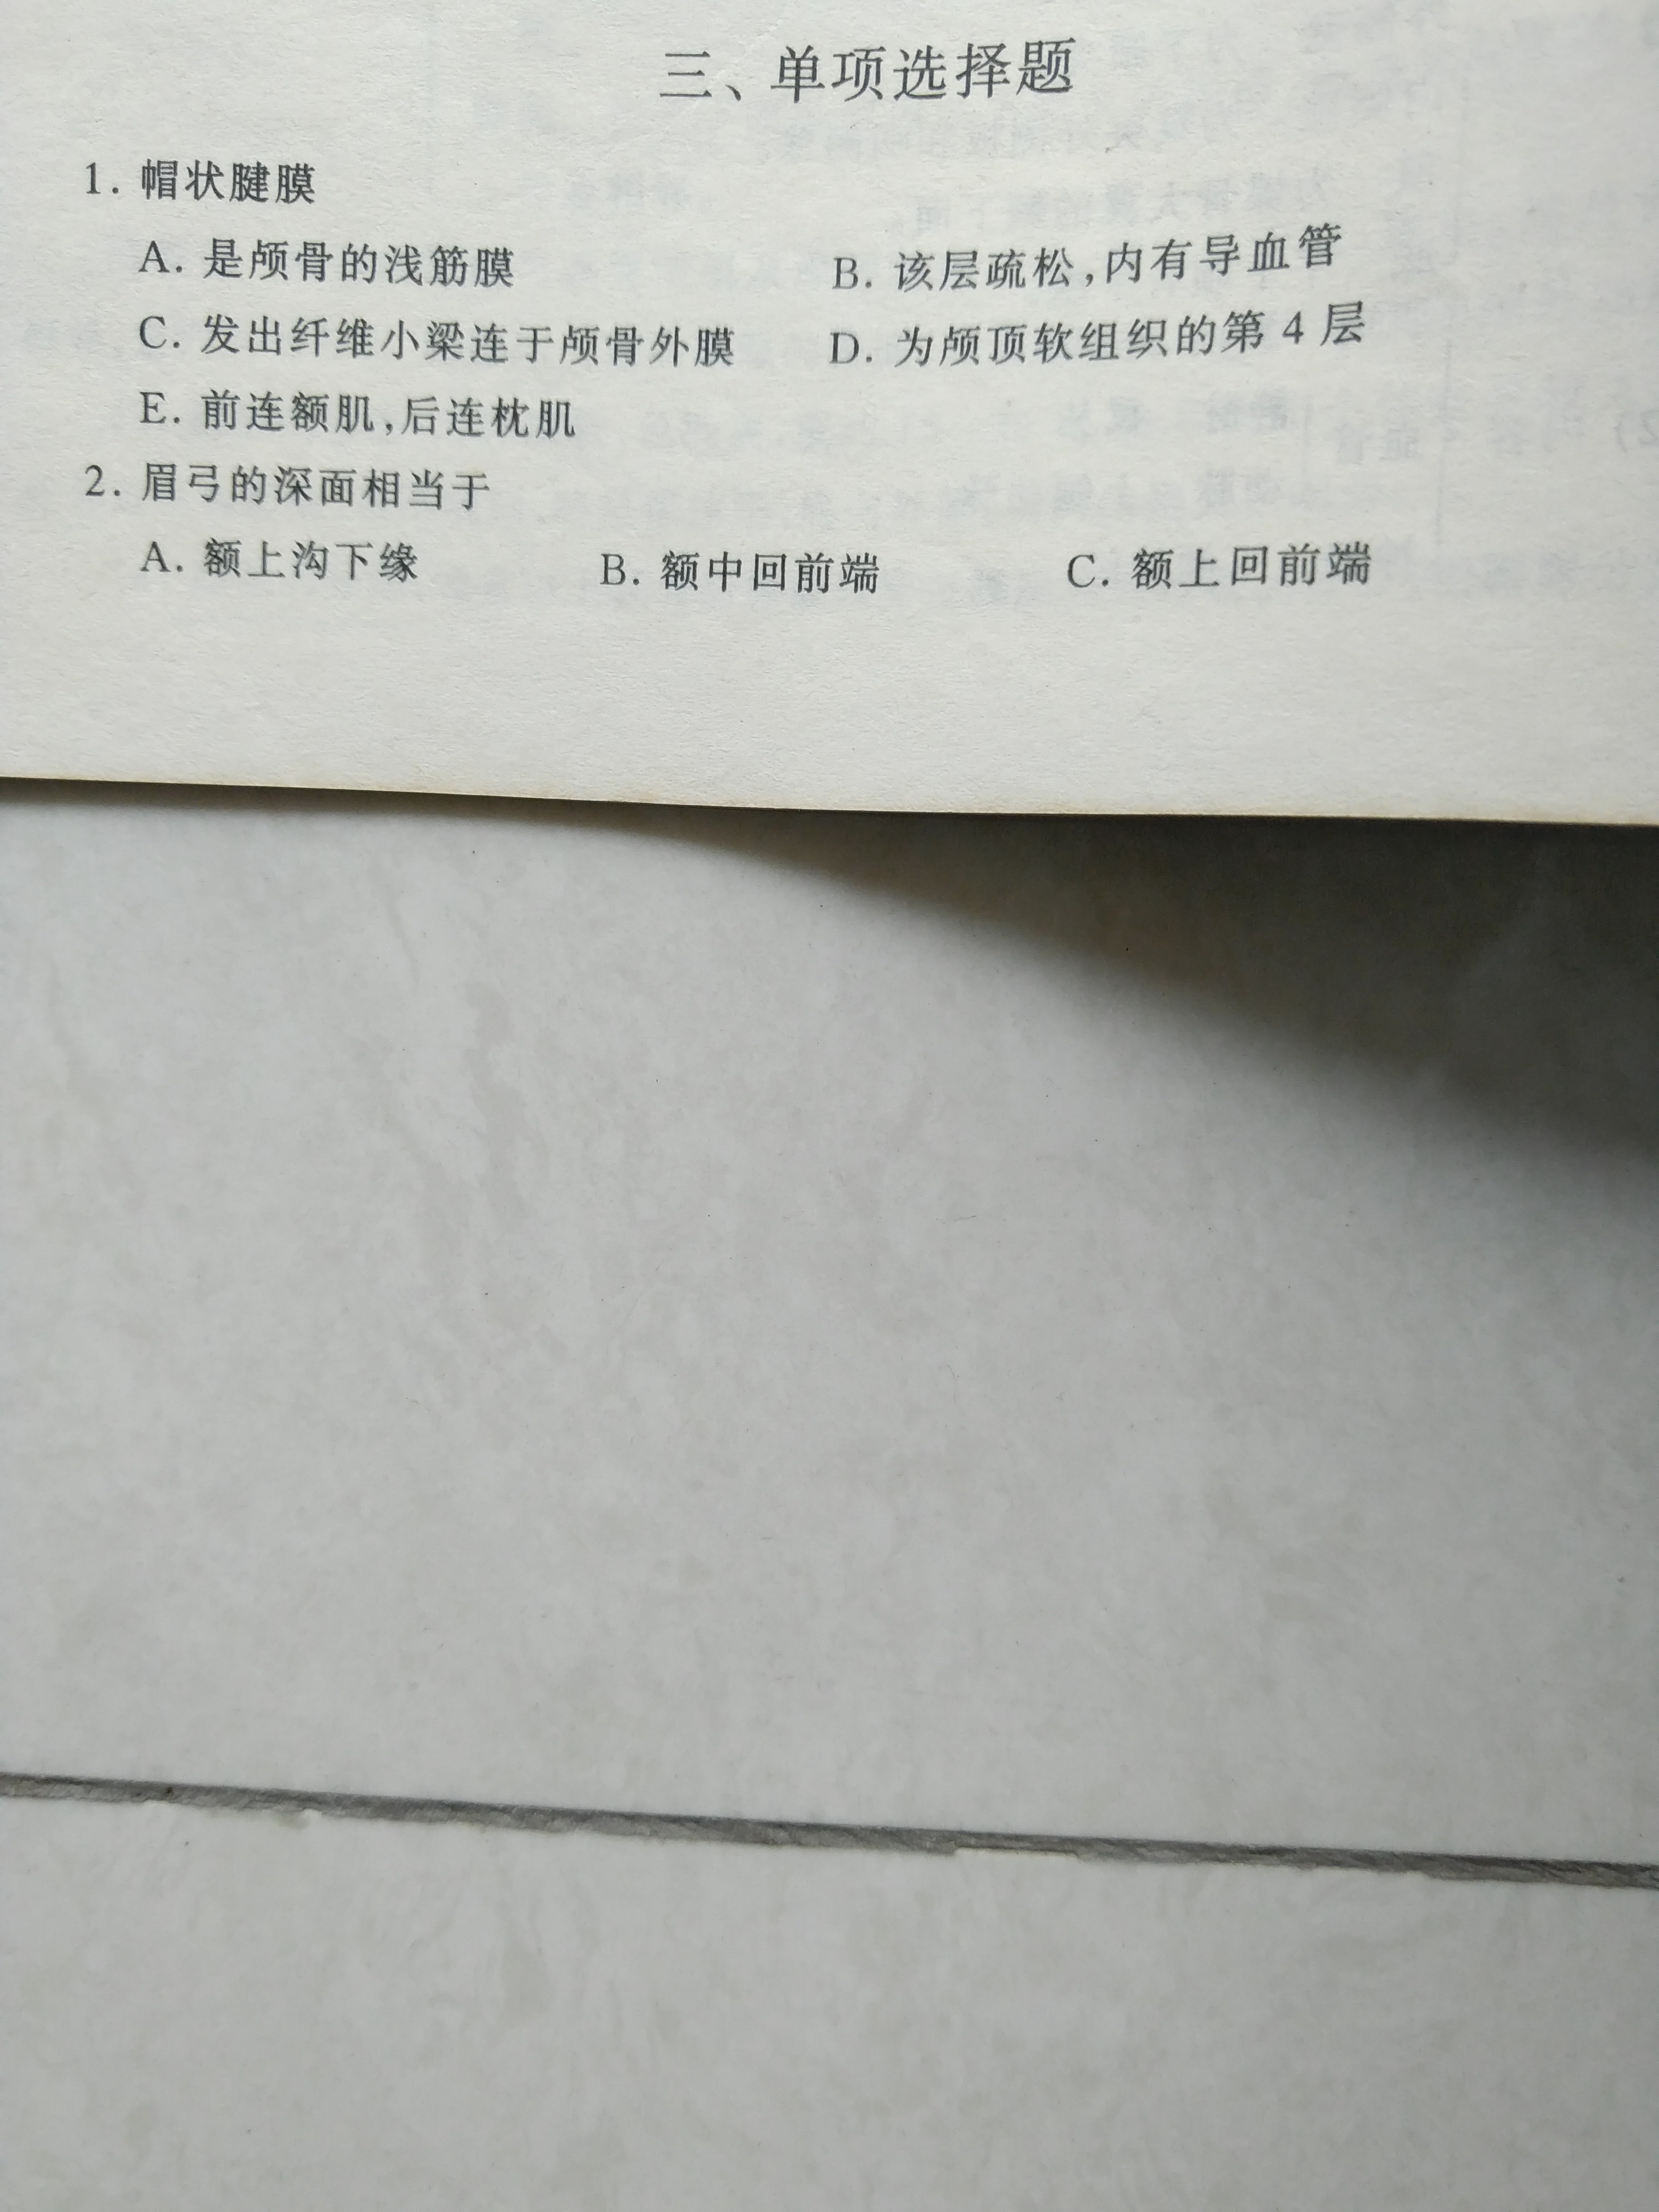 三、单项选择题
1. 帽状腱膜
A. 是颅骨的浅筋膜 B. 该层疏松,内有导血管
C. 发出纤维小梁连于颅骨外膜 D. 为颅顶软组织的第 4 层
E. 前连额肌,后连枕肌
2. 眉弓的深面相当于
A. 额上沟下缘 B. 额中回前端 C. 额上回前端